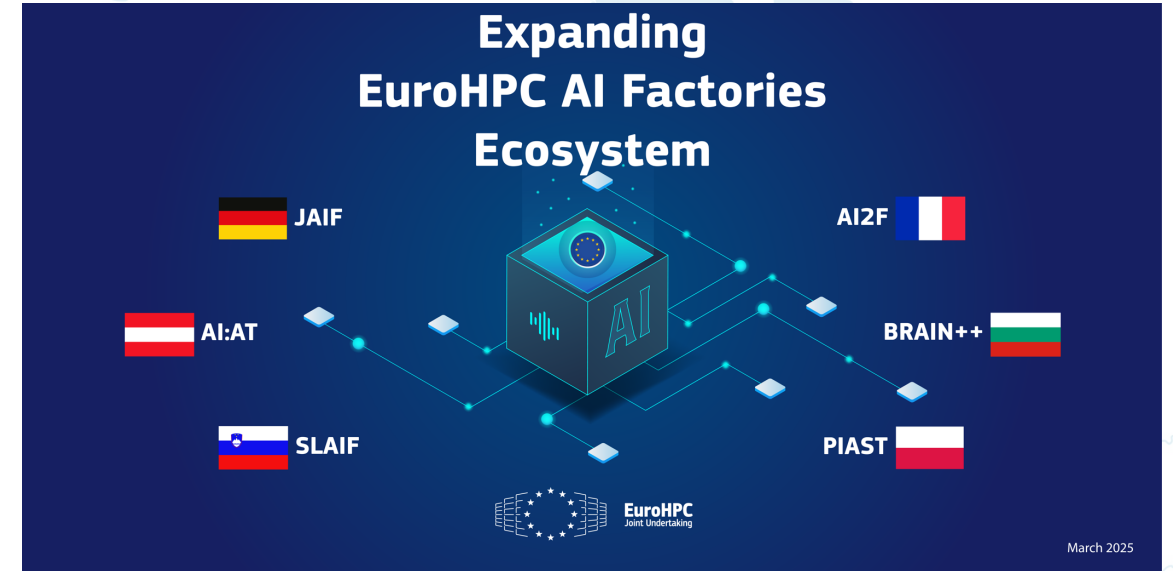 Expanding
EuroHPC AI Factories
Ecosystem
JAIF
AI2F
AI:AT
BRAIN++
AI
SLAIF
PIAST
EuroHPC
Joint Undertaking
March 2025